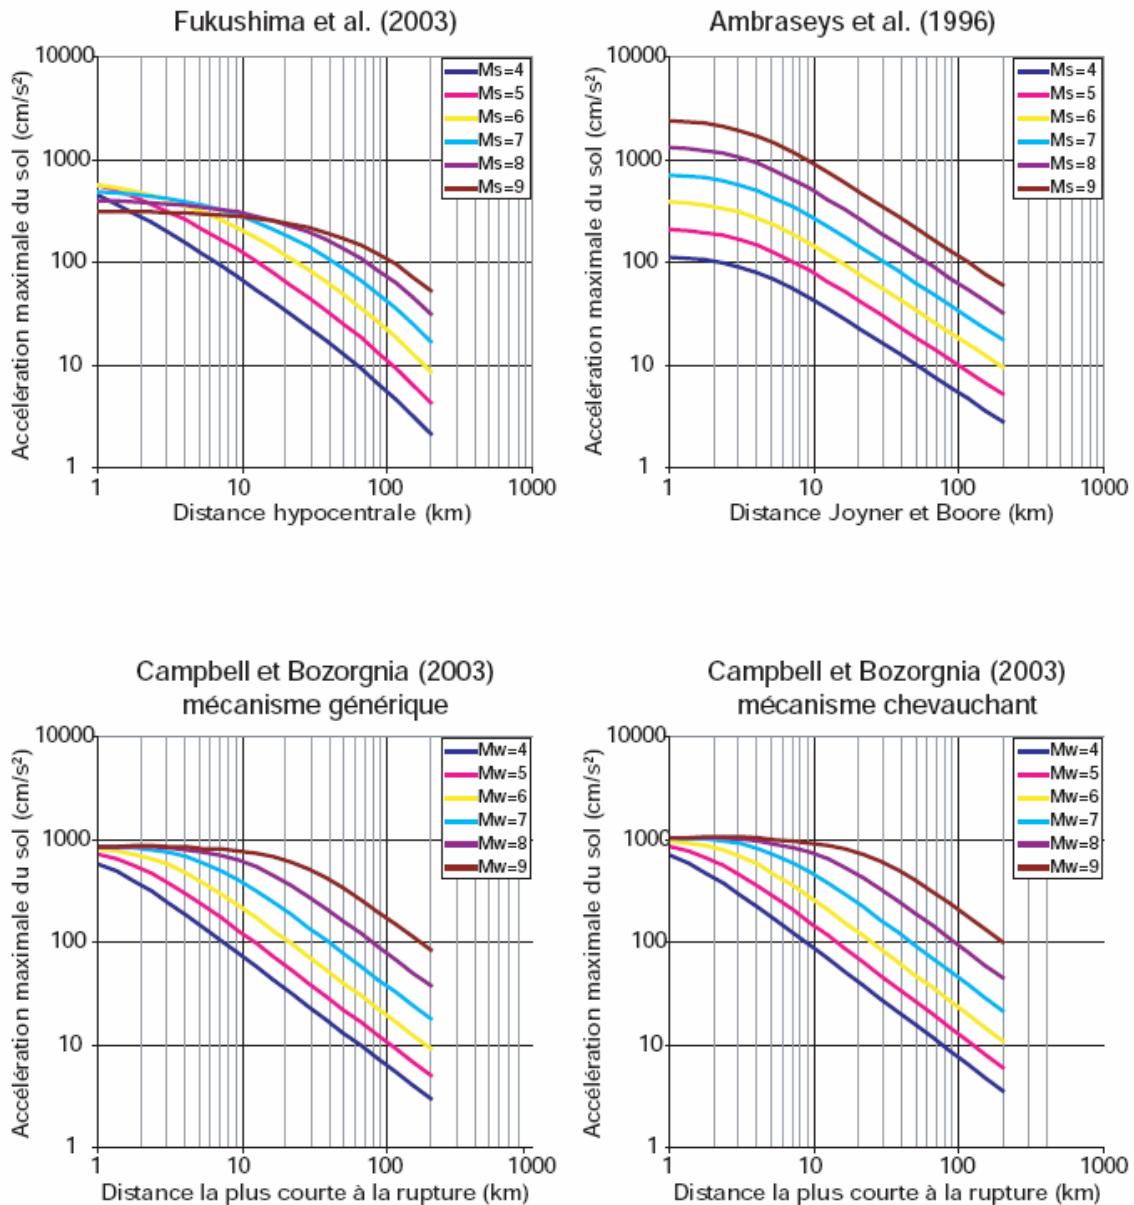 Fukushima et al. (2003)
Accélération maximale du sol (cm/s²)
10000
1000
100
10
1
1
10
100
1000
Distance hypocentrale (km)
Ms=4
Ms=5
Ms=6
Ms=7
Ms=8
Ms=9
Ambraseys et al. (1996)
Accélération maximale du sol (cm/s²)
10000
1000
100
10
1
1
10
100
1000
Distance Joyner et Boore (km)
Ms=4
Ms=5
Ms=6
Ms=7
Ms=8
Ms=9
Campbell et Bozorgnia (2003)
mécanisme générique
Accélération maximale du sol (cm/s²)
10000
1000
100
10
1
1
10
100
1000
Distance la plus courte à la rupture (km)
Mw=4
Mw=5
Mw=6
Mw=7
Mw=8
Mw=9
Campbell et Bozorgnia (2003)
mécanisme chevauchant
Accélération maximale du sol (cm/s²)
10000
1000
100
10
1
1
10
100
1000
Distance la plus courte à la rupture (km)
Mw=4
Mw=5
Mw=6
Mw=7
Mw=8
Mw=9